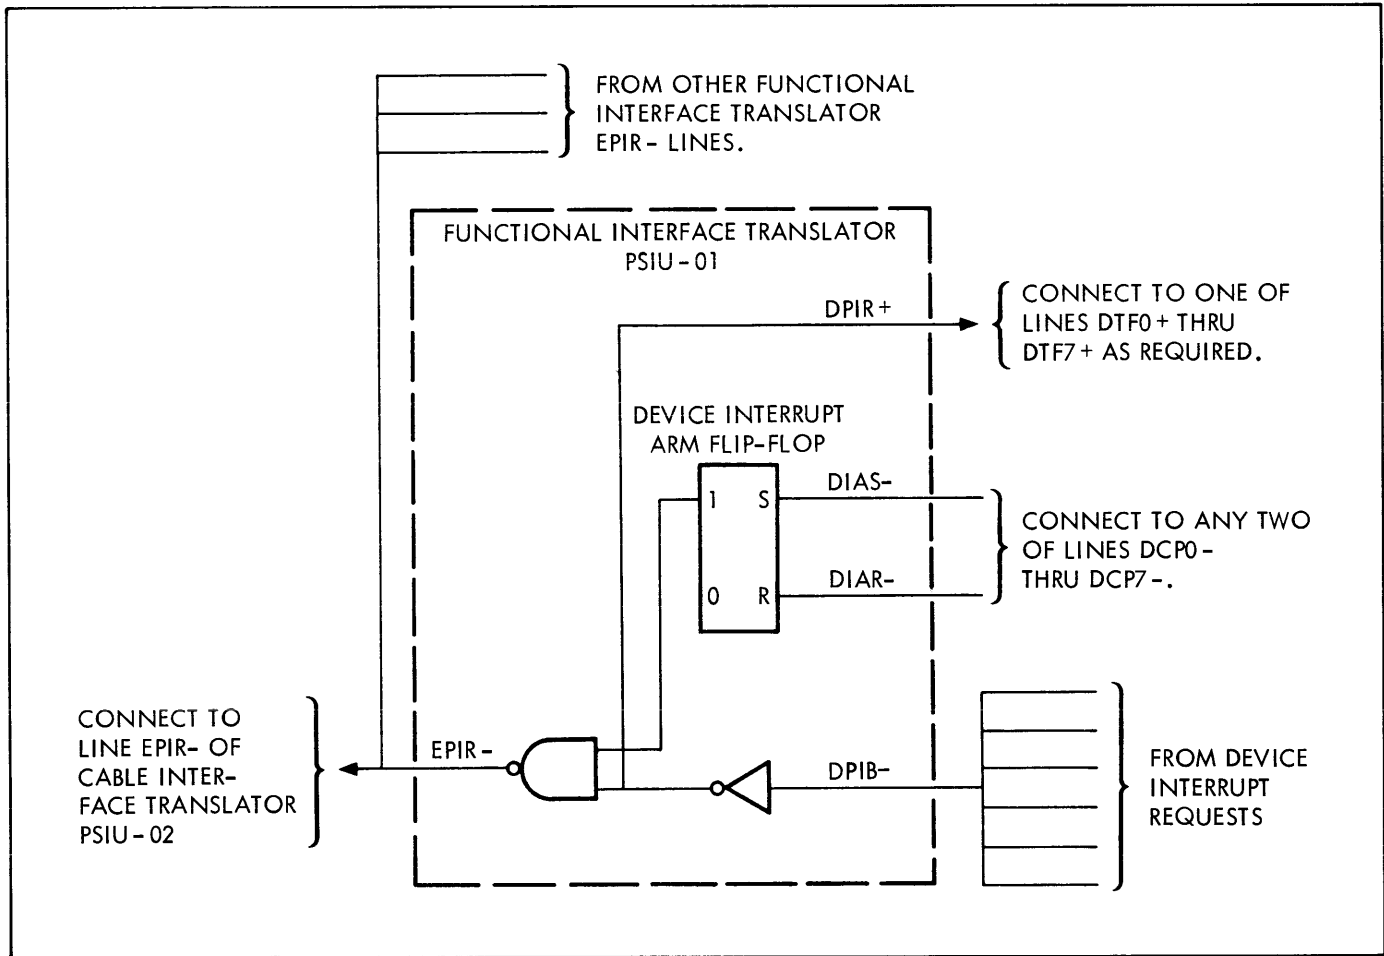 FROM OTHER FUNCTIONAL
INTERFACE TRANSLATOR
EPIR- LINES.
FUNCTIONAL INTERFACE TRANSLATOR
PSIU-01
DPIR+
CONNECT TO ONE OF
LINES DTF0+ THRU
DTF7+ AS REQUIRED.
DEVICE INTERRUPT
ARM FLIP-FLOP
1 S
DIAS-
0 R
DIAR-
CONNECT TO ANY TWO
OF LINES DCP0-
THRU DCP7-.
CONNECT TO
LINE EPIR- OF
CABLE INTER-
FACE TRANSLATOR
PSIU-02
EPIR-
DPIB-
FROM DEVICE
INTERRUPT
REQUESTS